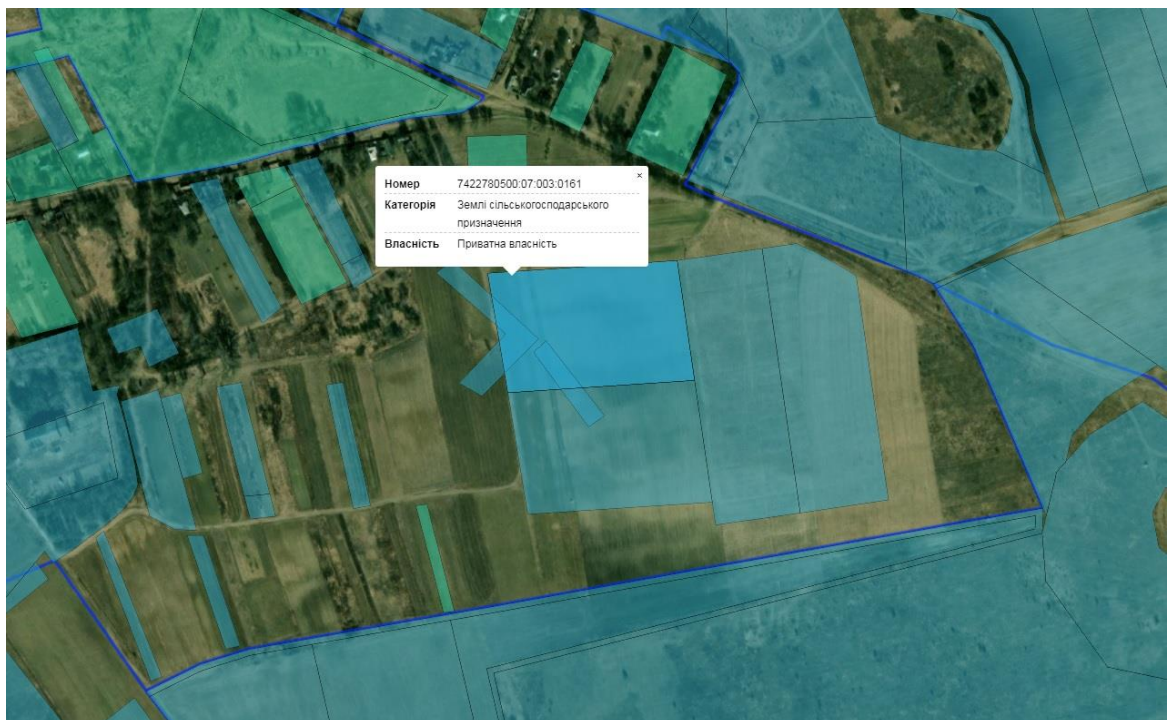 ×
Номер 7422780500:07:003:0161
Категорія Землі сільськогосподарського
призначення
Власність Приватна власність